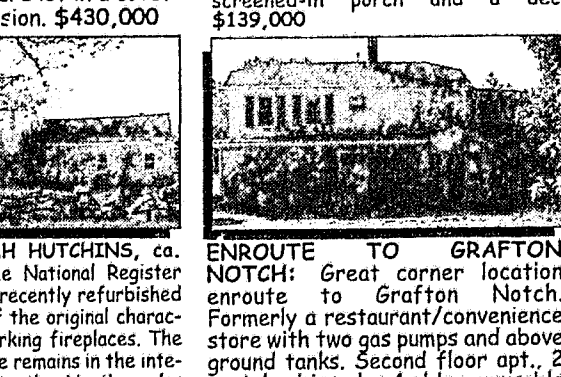 sion. $430,000
screened-in porch and a dec
$139,000
H HUTCHINS, ca.
e National Register
recently refurbished
f the original charac-
rking fireplaces. The
e remains in the inte-
ENROUTE TO GRAFTON
NOTCH: Great corner location
enroute to Grafton Notch.
Formerly a restaurant/convenience
store with two gas pumps and above
ground tanks. Second floor apt., 2